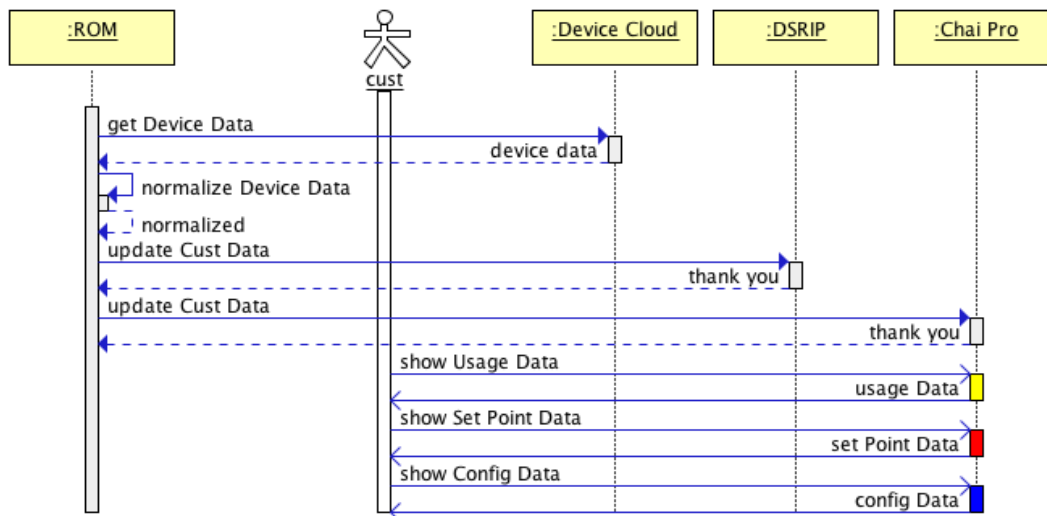 :ROM
cust
:Device Cloud
:DSRIP
:Chai Pro
get Device Data
device data
normalize Device Data
normalized
update Cust Data
thank you
update Cust Data
thank you
show Usage Data
usage Data
show Set Point Data
set Point Data
show Config Data
config Data